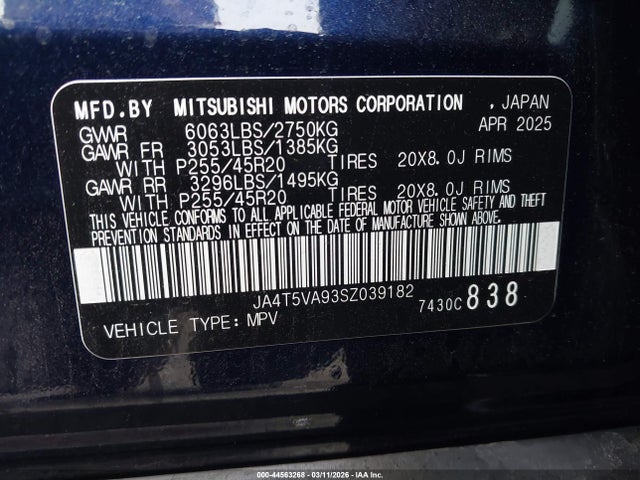 MFD.BY MITSUBISHI MOTORS CORPORATION , JAPAN
GVWR 6063LBS/2750KG APR 2025
GAWR FR 3053LBS/1385KG
WITH P255/45R20 TIRES 20X8.0J RIMS
GAWR RR 3296LBS/1495KG
WITH P255/45R20 TIRES 20X8.0J RIMS
THIS VEHICLE CONFORMS TO ALL APPLICABLE FEDERAL MOTOR VEHICLE SAFETY AND THEFT
PREVENTION STANDARDS IN EFFECT ON THE DATE OF MANUFACTURE SHOWN ABOVE.
JA4T5VA93SZ039182 7430C 838
VEHICLE TYPE: MPV
000-44563268 - 03/11/2026 - Copyright © IAA, Inc.